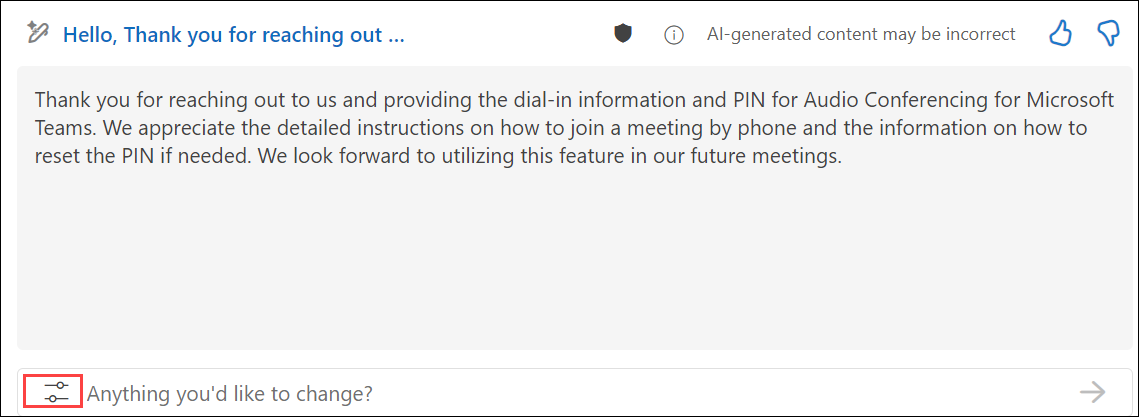 Hello, Thank you for reaching out ...
AI-generated content may be incorrect
Thank you for reaching out to us and providing the dial-in information and PIN for Audio Conferencing for Microsoft
Teams. We appreciate the detailed instructions on how to join a meeting by phone and the information on how to
reset the PIN if needed. We look forward to utilizing this feature in our future meetings.
Anything you'd like to change?